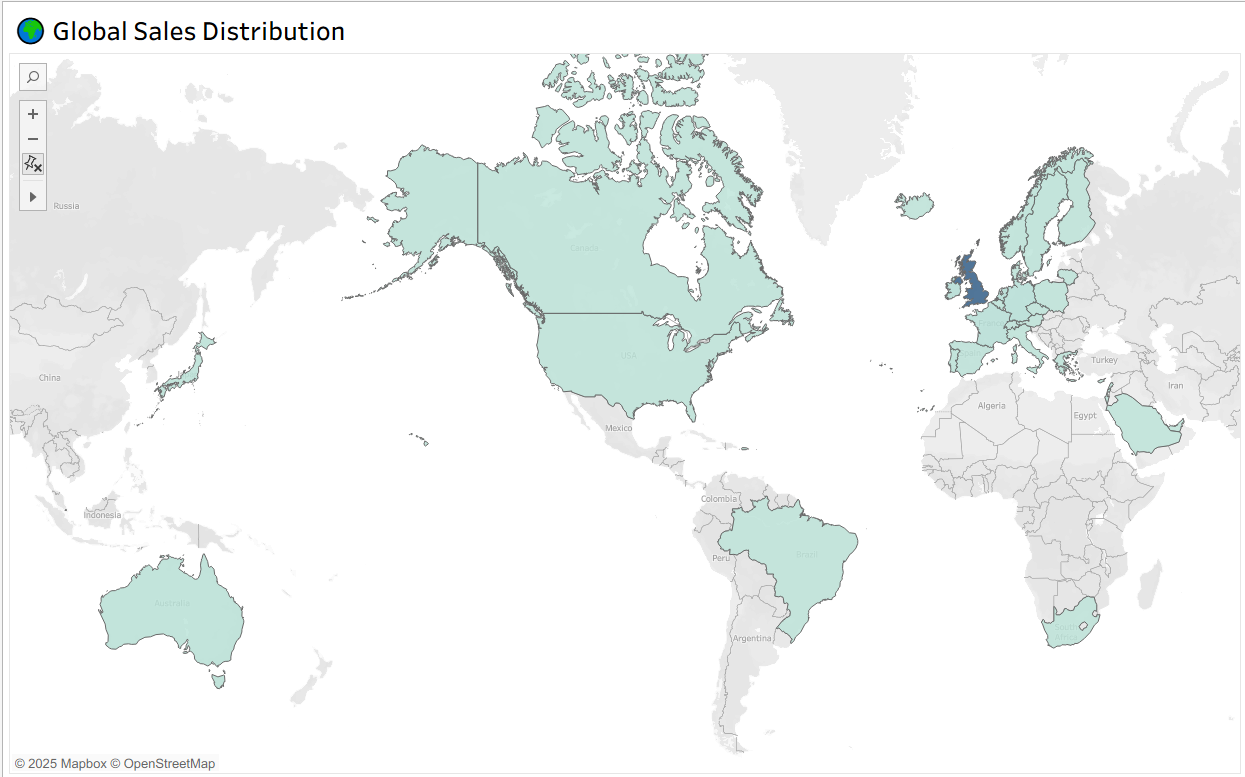 Global Sales Distribution
+
−
Russia
Canada
USA
China
Turkey
Iran
Algeria
Egypt
Mexico
Colombia
Indonesia
Brazil
Peru
Australia
South
Africa
Argentina
© 2025 Mapbox © OpenStreetMap